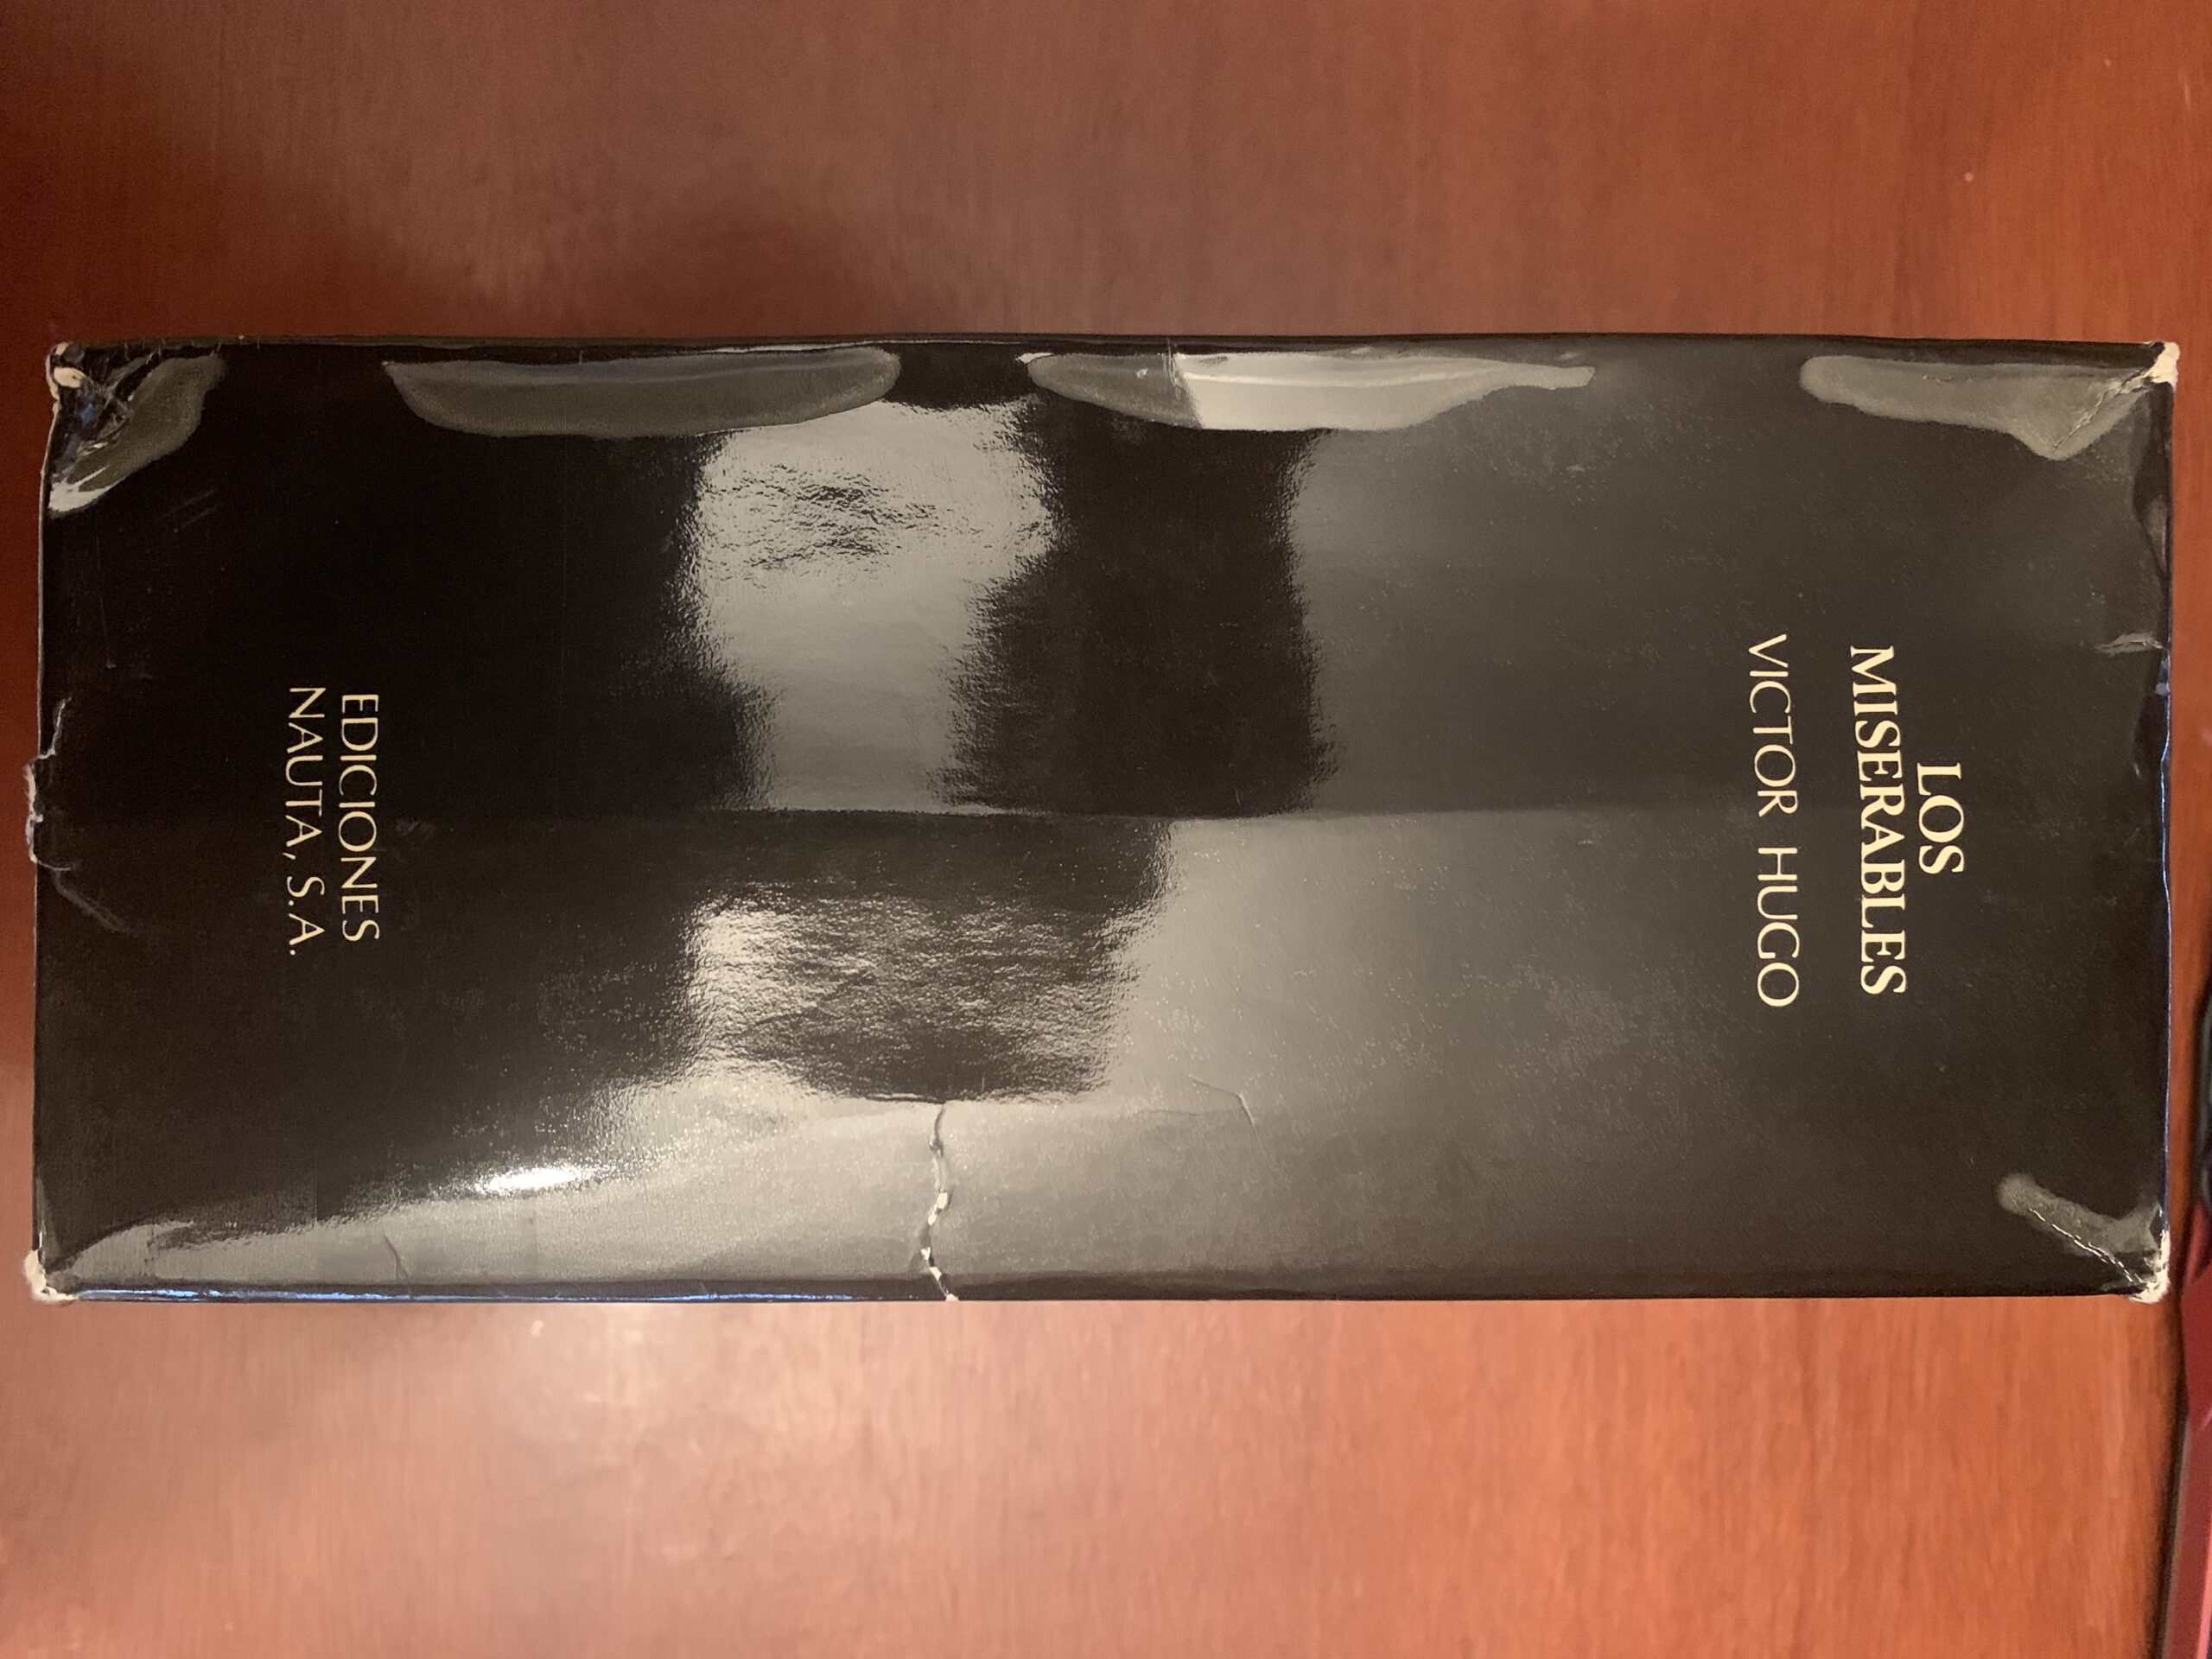 LOS
MISERABLES
VICTOR HUGO
EDICIONES
NAUTA, S.A.